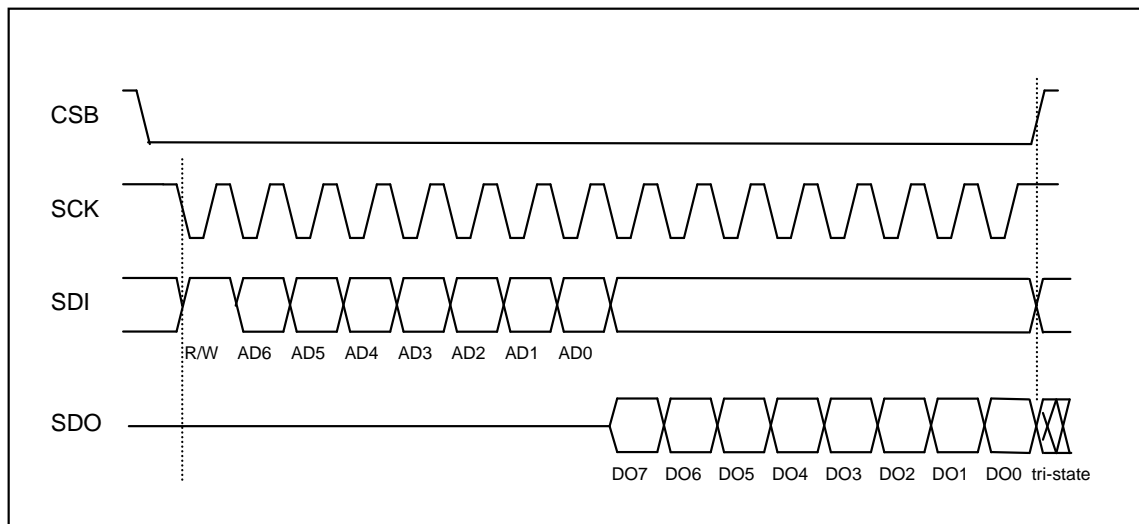 CSB
SCK
SDI
R/W AD6 AD5 AD4 AD3 AD2 AD1 AD0
SDO
DO7 DO6 DO5 DO4 DO3 DO2 DO1 DO0 tri-state